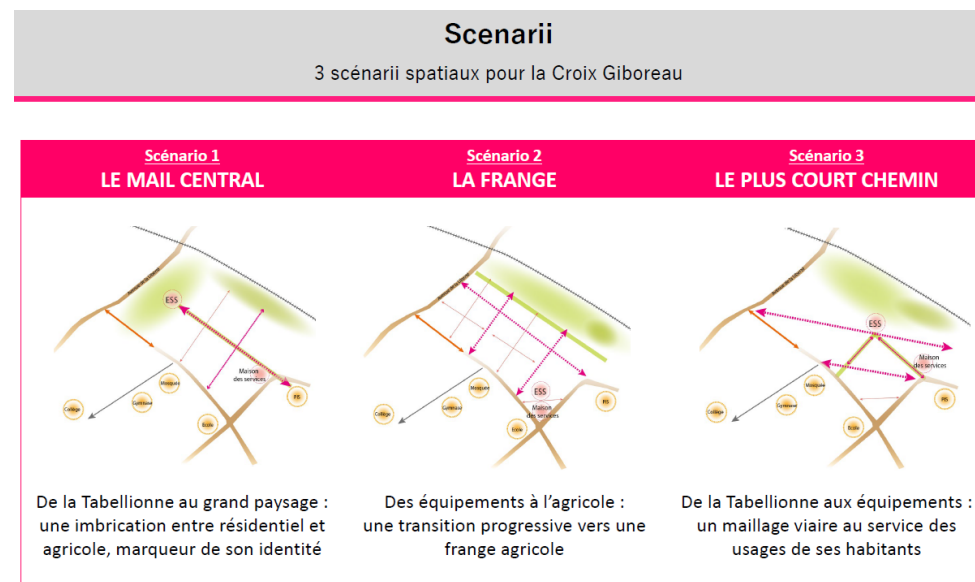 Scenarii
3 scénarii spatiaux pour la Croix Giboreau
Scénario 1
LE MAIL CENTRAL
ESS
Maison
des services
Mosquée
Gymnase
Collège
Ecole
De la Tabellionne au grand paysage :
une imbrication entre résidentiel et
agricole, marqueur de son identité
Scénario 2
LA FRANGE
ESS
Maison
des services
Mosquée
Gymnase
Collège
Ecole
Des équipements à l'agricole :
une transition progressive vers une
frange agricole
Scénario 3
LE PLUS COURT CHEMIN
ESS
Maison
des services
Mosquée
Gymnase
Collège
Ecole
De la Tabellionne aux équipements :
un maillage viaire au service des
usages de ses habitants